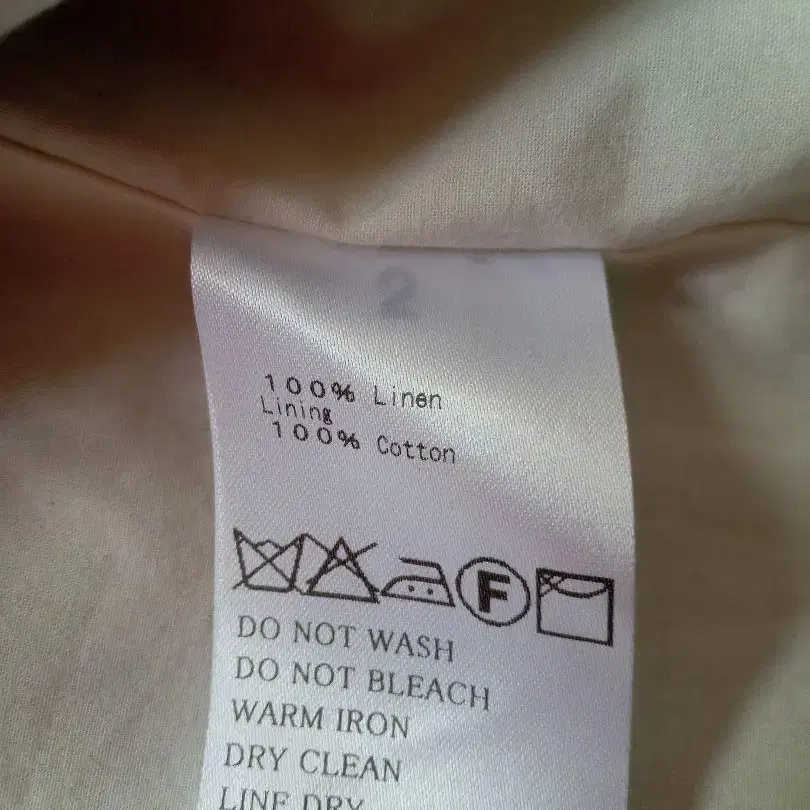 2
100% Linen
Lining
100% Cotton
F
DO NOT WASH
DO NOT BLEACH
WARM IRON
DRY CLEAN
LINE DRY